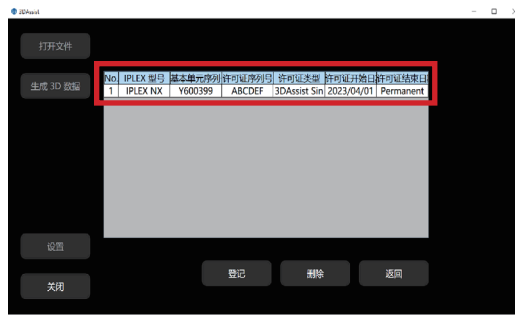 3DAssist
打开文件
生成 3D 数据
No. IPLEX 型号 基本单元序列 许可证序列号 许可证类型 许可证开始日 许可证结束日
1 IPLEX NX Y600399 ABCDEF 3DAssist Sin 2023/04/01 Permanent
设置
登记 删除 返回
关闭